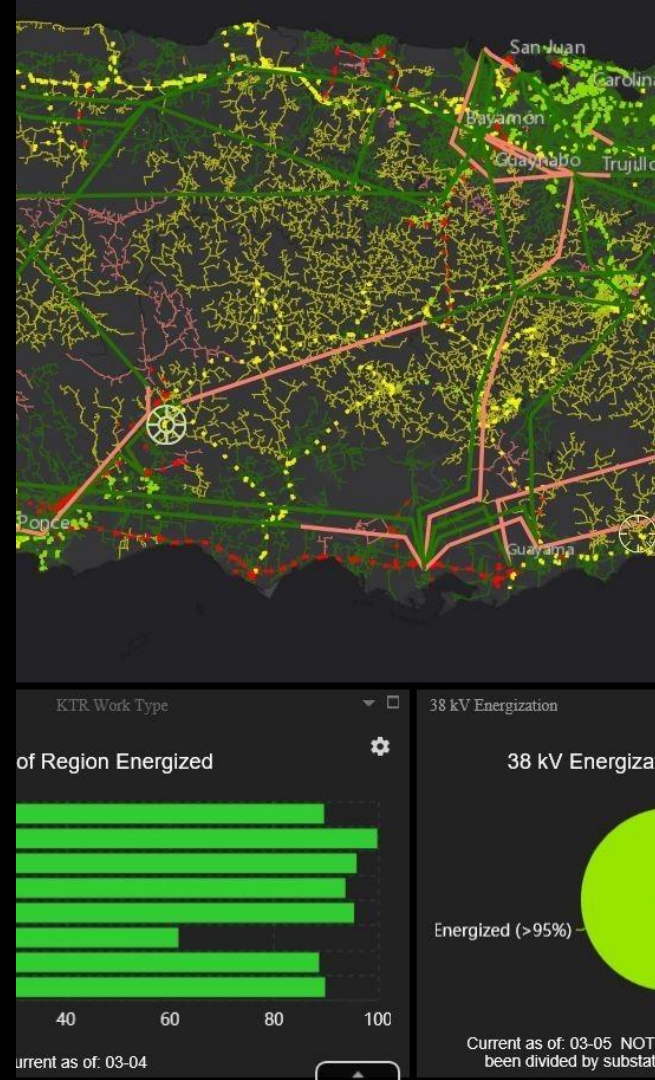 San Juan
Carolina
Bayamón
Guaynabo
Trujillo
Ponce
Guayama
KTR Work Type
38 kV Energization
of Region Energized
38 kV Energiza
Energized (>95%)
40 60 80 100
urrent as of: 03-04
Current as of: 03-05 NOT
been divided by substat